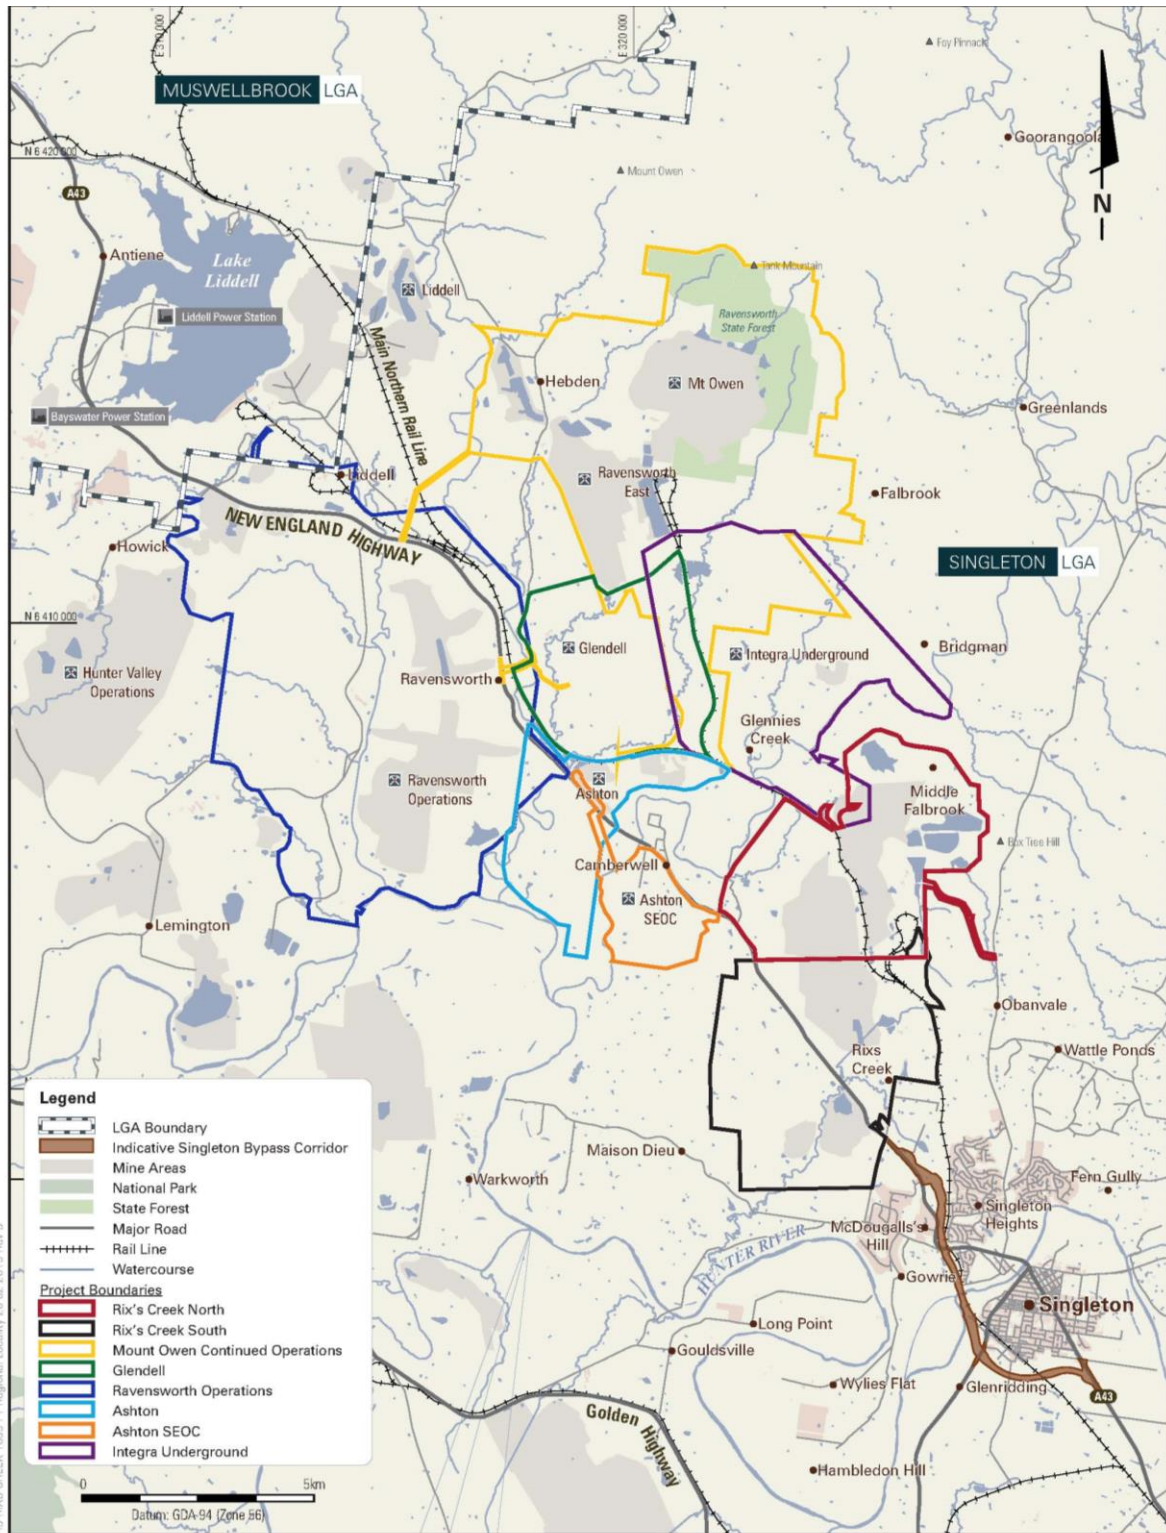 E 310 000
E 320 000
Foy Pinnacle
MUSWELLBROOK LGA
Goorangoola
N 6 420 000
Mount Owen
A43
N
Antiene
Lake
Liddell
Tank Mountain
Liddell
Liddell Power Station
Ravensworth
State Forest
Main Northern Rail Line
Hebden
Mt Owen
Greenlands
Bayswater Power Station
Liddell
Ravensworth
East
Falbrook
NEW ENGLAND HIGHWAY
Howick
SINGLETON LGA
N 6 410 000
Glendell
Integra Underground
Bridgman
Hunter Valley
Operations
Ravensworth
Glennies
Creek
Ravensworth
Operations
Ashton
Middle
Falbrook
Box Tree Hill
Camberwell
Ashton
SEOC
Lemington
Obanvale
Rixs
Creek
Wattle Ponds
Legend
LGA Boundary
Indicative Singleton Bypass Corridor
Mine Areas
National Park
State Forest
Major Road
Rail Line
Watercourse
Project Boundaries
Rix's Creek North
Rix's Creek South
Mount Owen Continued Operations
Glendell
Ravensworth Operations
Ashton
Ashton SEOC
Integra Underground
Maison Dieu
Warkworth
Fern Gully
Singleton
Heights
McDougalls's
Hill
HUNTER RIVER
Gowrie
Singleton
Long Point
Gouldsville
Wylies Flat
Glenridding
A43
Golden Highway
Hambledon Hill
0 5km
Datum: GDA-94 (Zone 56)